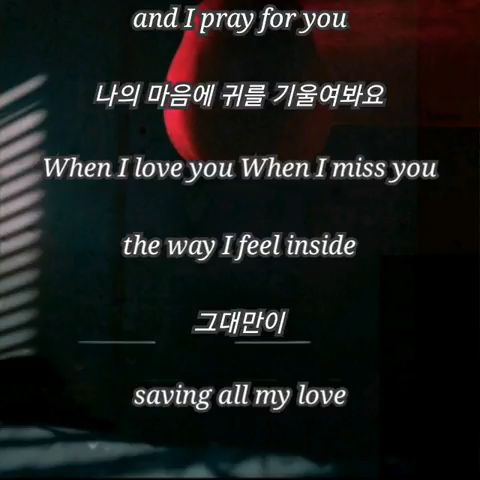 and I pray for you
나의 마음에 귀를 기울여봐요
When I love you When I miss you
the way I feel inside
그대만이
saving all my love